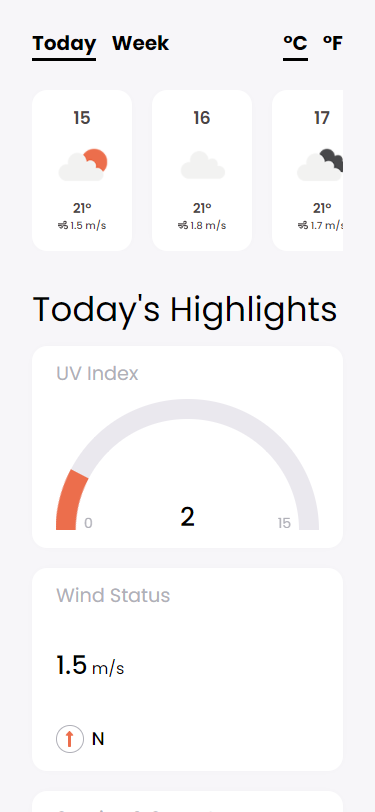 Today Week °C °F
15 16 17
21° 21° 21°
1.5 m/s 1.8 m/s 1.7 m/s
Today's Highlights
UV Index
0 2 15
Wind Status
1.5 m/s
N